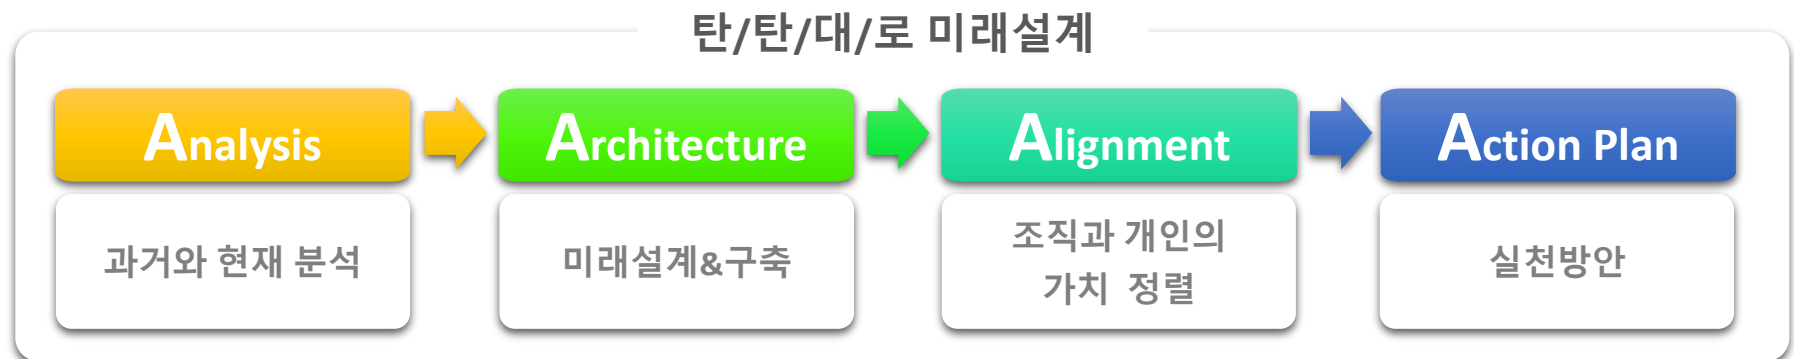 탄/탄/대/로 미래설계
Analysis
Architecture
Alignment
Action Plan
과거와 현재 분석
미래설계&구축
조직과 개인의
가치 정렬
실천방안